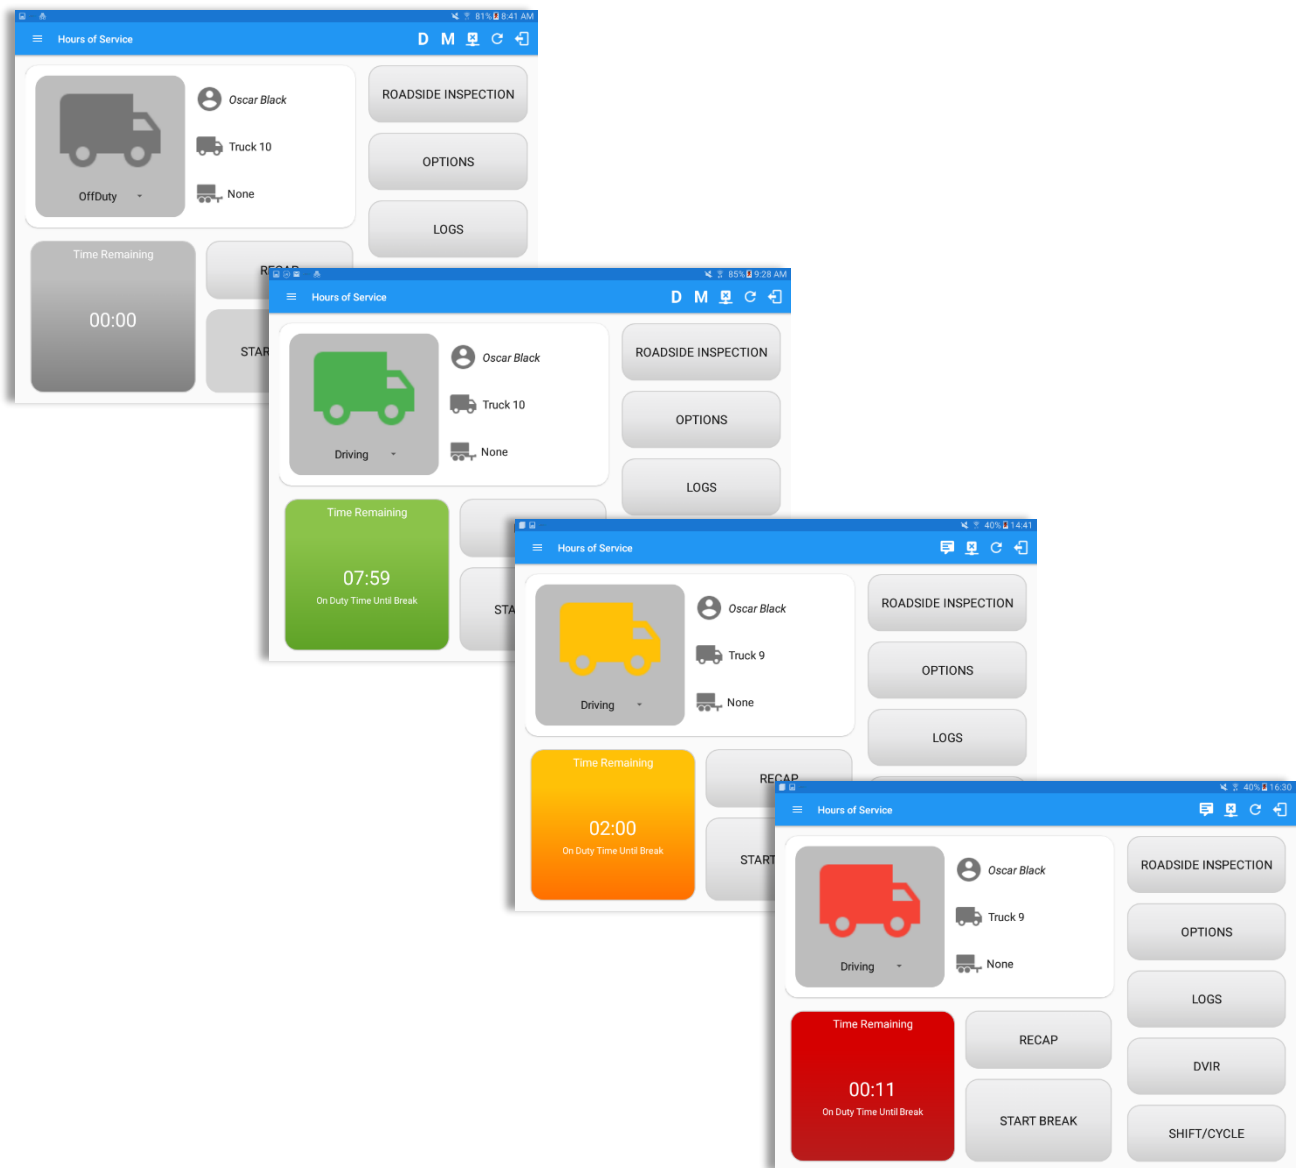 81% 8:41 AM
Hours of Service
D M
Oscar Black
Truck 10
None
OffDuty
ROADSIDE INSPECTION
OPTIONS
LOGS
Time Remaining
00:00
85% 9:28 AM
Hours of Service
D M
Oscar Black
Truck 10
None
Driving
ROADSIDE INSPECTION
OPTIONS
LOGS
Time Remaining
07:59
On Duty Time Until Break
40% 14:41
Hours of Service
Oscar Black
Truck 9
None
Driving
ROADSIDE INSPECTION
OPTIONS
LOGS
Time Remaining
02:00
On Duty Time Until Break
RECAP
START
40% 16:30
Hours of Service
Oscar Black
Truck 9
None
Driving
ROADSIDE INSPECTION
OPTIONS
LOGS
DVIR
SHIFT/CYCLE
Time Remaining
00:11
On Duty Time Until Break
RECAP
START BREAK